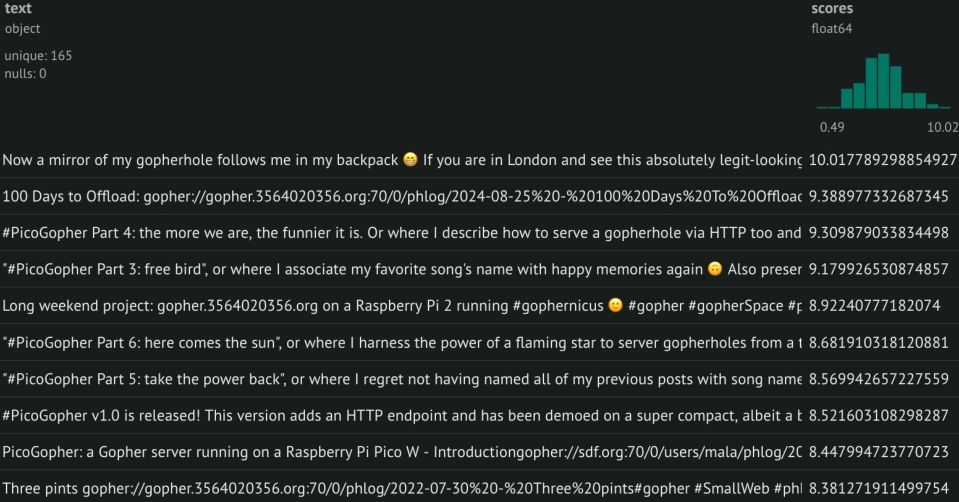 text scores
object float64
unique: 165
nulls: 0
0.49 10.02
Now a mirror of my gopherhole follows me in my backpack 😁 If you are in London and see this absolutely legit-looking 10.017789298854927
100 Days to Offload: gopher://gopher.3564020356.org:70/0/phlog/2024-08-25%20-%20100%20Days%20To%20Offloac 9.388977332687345
#PicoGopher Part 4: the more we are, the funnier it is. Or where I describe how to serve a gopherhole via HTTP too and 9.309879033834498
"#PicoGopher Part 3: free bird", or where I associate my favorite song's name with happy memories again 🙃 Also preser 9.179926530874857
Long weekend project: gopher.3564020356.org on a Raspberry Pi 2 running #gophernicus 🙂 #gopher #gopherSpace #p 8.92240777182074
"#PicoGopher Part 6: here comes the sun", or where I harness the power of a flaming star to server gopherholes from a t 8.681910318120881
"#PicoGopher Part 5: take the power back", or where I regret not having named all of my previous posts with song name 8.569942657227559
#PicoGopher v1.0 is released! This version adds an HTTP endpoint and has been demoed on a super compact, albeit a b 8.521603108298287
PicoGopher: a Gopher server running on a Raspberry Pi Pico W - Introductiongopher://sdf.org:70/0/users/mala/phlog/2C 8.447994723770723
Three pints gopher://gopher.3564020356.org:70/0/phlog/2022-07-30%20-%20Three%20pints#gopher #SmallWeb #phl 8.381271911499754